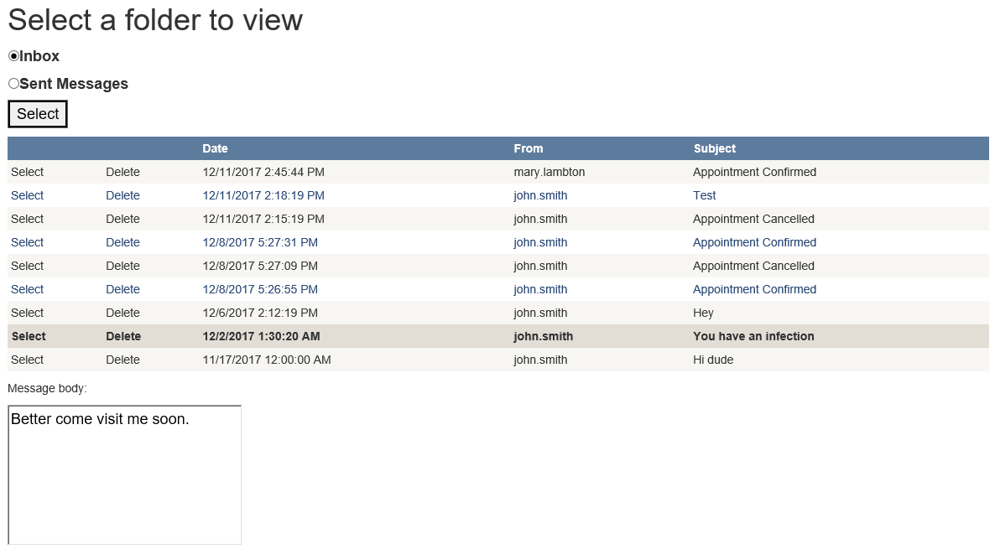 Select a folder to view
Inbox
Sent Messages
Select
Date From Subject
Select Delete 12/11/2017 2:45:44 PM mary.lambton Appointment Confirmed
Select Delete 12/11/2017 2:18:19 PM john.smith Test
Select Delete 12/11/2017 2:15:19 PM john.smith Appointment Cancelled
Select Delete 12/8/2017 5:27:31 PM john.smith Appointment Confirmed
Select Delete 12/8/2017 5:27:09 PM john.smith Appointment Cancelled
Select Delete 12/8/2017 5:26:55 PM john.smith Appointment Confirmed
Select Delete 12/6/2017 2:12:19 PM john.smith Hey
Select Delete 12/2/2017 1:30:20 AM john.smith You have an infection
Select Delete 11/17/2017 12:00:00 AM john.smith Hi dude
Message body:
Better come visit me soon.